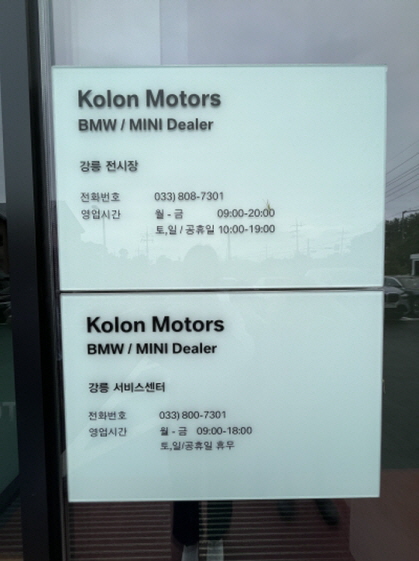 Kolon Motors
BMW / MINI Dealer
강릉 전시장
전화번호 033) 808-7301
영업시간 월 - 금 09:00-20:00
토,일 / 공휴일 10:00-19:00
Kolon Motors
BMW / MINI Dealer
강릉 서비스센터
전화번호 033) 800-7301
영업시간 월 - 금 09:00-18:00
토,일/공휴일 휴무